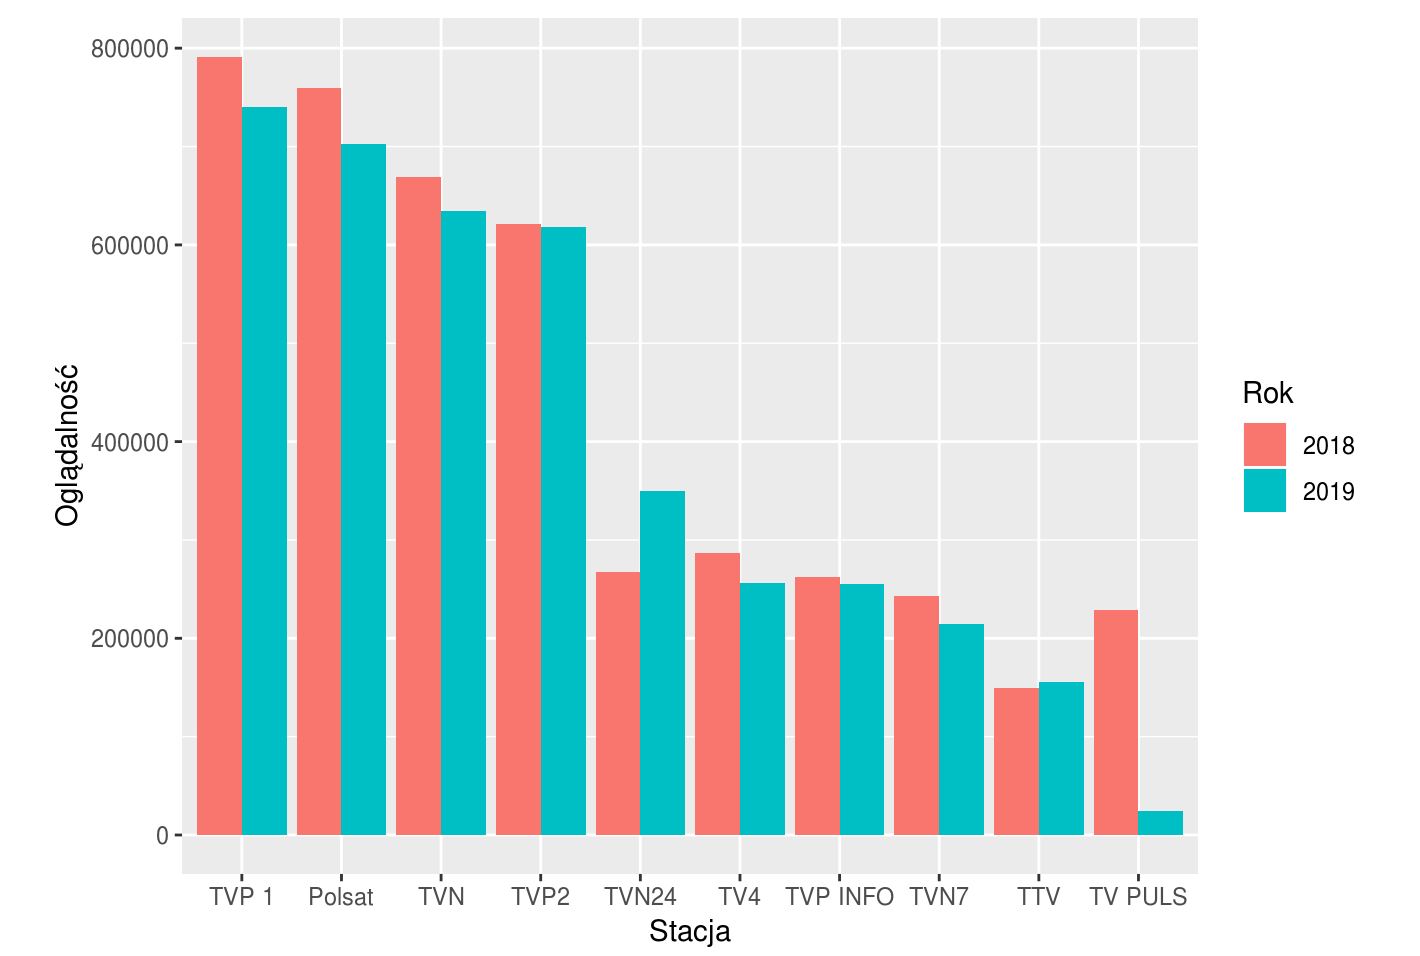 800000
600000
400000
200000
0
Oglądalność
TVP 1 Polsat TVN TVP2 TVN24 TV4 TVP INFO TVN7 TTV TV PULS
Stacja
Rok
2018
2019